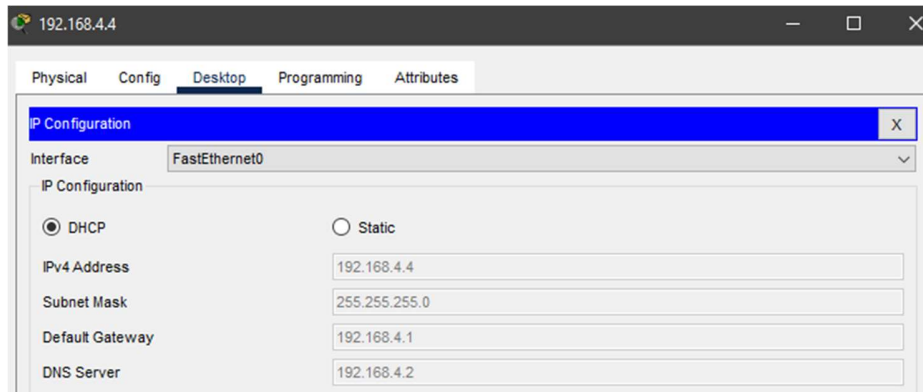 192.168.4.4
Physical Config Desktop Programming Attributes
IP Configuration X
Interface FastEthernet0
IP Configuration
DHCP Static
IPv4 Address 192.168.4.4
Subnet Mask 255.255.255.0
Default Gateway 192.168.4.1
DNS Server 192.168.4.2